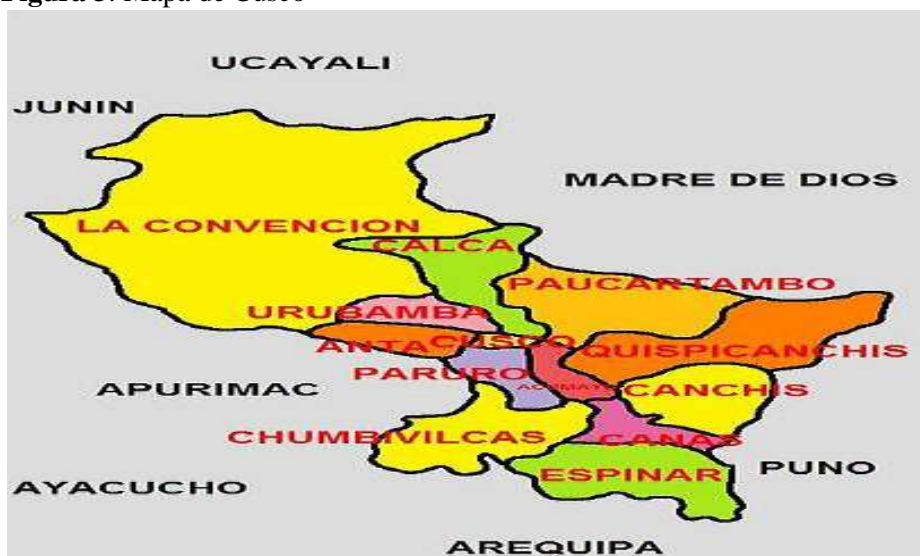 Figura 3. Mapa de Cusco
UCAYALI
JUNIN
MADRE DE DIOS
LA CONVENCION
CALCA
PAUCARTAMBO
URUBAMBA
CUSCO
ANTA
QUISPICANCHIS
PARURO
ACOMAYO
CANCHIS
APURIMAC
CHUMBIVILCAS
CANAS
ESPINAR
PUNO
AYACUCHO
AREQUIPA